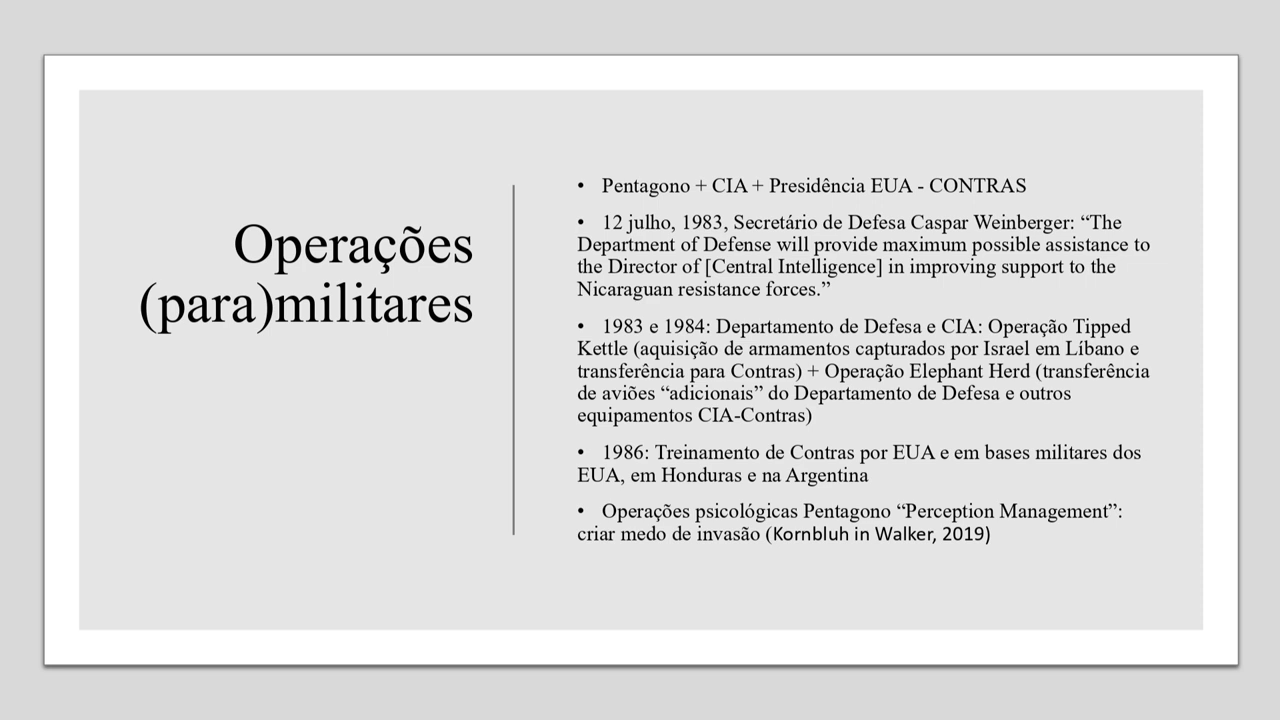 Operações
(para)militares
• Pentagono + CIA + Presidência EUA - CONTRAS
• 12 julho, 1983, Secretário de Defesa Caspar Weinberger: “The
Department of Defense will provide maximum possible assistance to
the Director of [Central Intelligence] in improving support to the
Nicaraguan resistance forces.”
• 1983 e 1984: Departamento de Defesa e CIA: Operação Tipped
Kettle (aquisição de armamentos capturados por Israel em Líbano e
transferência para Contras) + Operação Elephant Herd (transferência
de aviões “adicionais” do Departamento de Defesa e outros
equipamentos CIA-Contras)
• 1986: Treinamento de Contras por EUA e em bases militares dos
EUA, em Honduras e na Argentina
• Operações psicológicas Pentagono “Perception Management”:
criar medo de invasão (Kornbluh in Walker, 2019)